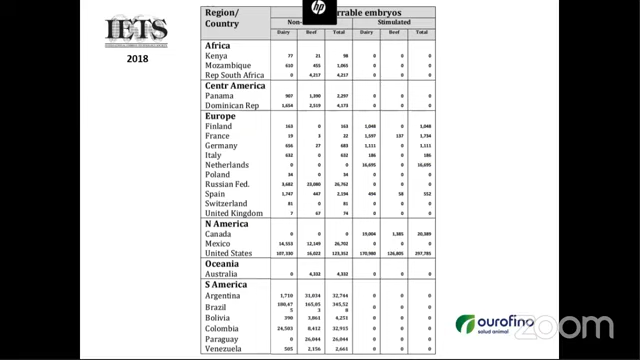 IETS
2018
hp
Region/ Country
Non- rrable embryos
Stimulated
Dairy Beef Total Dairy Beef Total
Africa
Kenya 77 21 98 0 0 0
Mozambique 610 455 1,065 0 0 0
Rep South Africa 0 4,217 4,217 0 0 0
Centr America
Panama 907 1,390 2,297 0 0 0
Dominican Rep 1,654 2,519 4,173 0 0 0
Europe
Finland 163 0 163 1,048 0 1,048
France 19 3 22 1,597 137 1,734
Germany 656 27 683 1,111 0 1,111
Italy 632 0 632 186 0 186
Netherlands 0 0 0 16,695 0 16,695
Poland 34 0 34 0 0 0
Russian Fed. 3,682 23,080 26,762 0 0 0
Spain 1,747 447 2,194 494 58 552
Switzerland 81 0 81 0 0 0
United Kingdom 7 67 74 0 0 0
N America
Canada 0 0 0 19,004 1,385 20,389
Mexico 14,553 12,149 26,702 0 0 0
United States 107,330 16,022 123,352 170,980 126,805 297,785
Oceania
Australia 0 4,332 4,332 0 0 0
S America
Argentina 1,710 31,034 32,744 0 0 0
Brazil 180,475 165,053 345,528 0 0 0
Bolivia 390 3,861 4,251 0 0 0
Colombia 24,503 8,412 32,915 0 0 0
Paraguay 0 26,044 26,044 0 0 0
Venezuela 505 2,156 2,661 0 0 0
ourofino
salud animal
zoom